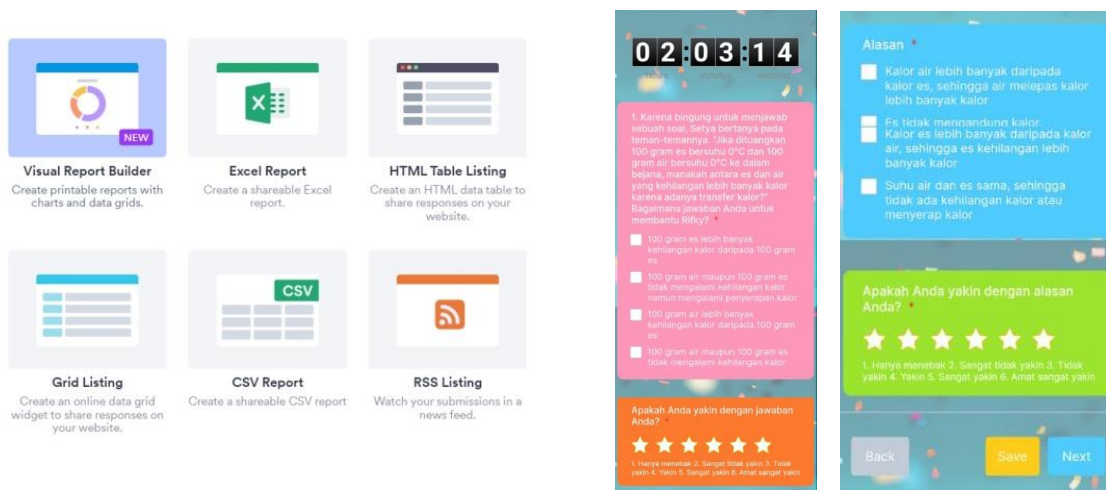 NEW
Visual Report Builder
Create printable reports with
charts and data grids.
Excel Report
Create a shareable Excel
report.
HTML Table Listing
Create an HTML data table to
share responses on your
website.
CSV
Grid Listing
Create an online data grid
widget to share responses on
your website.
CSV Report
Create a shareable CSV report
RSS Listing
Watch your submissions in a
news feed.
02:03:14
hours minutes seconds
1. Karena bingung untuk menjawab
sebuah soal, Setya bertanya pada
teman-temannya. "Jika dituangkan
100 gram es bersuhu 0°C dan 100
gram air bersuhu 0°C ke dalam
bejana, manakah antara es dan air
yang kehilangan lebih banyak kalor
karena adanya transfer kalor?"
Bagaimana jawaban Anda untuk
membantu Rifky? *
100 gram es lebih banyak
kehilangan kalor daripada 100 gram
es
100 gram air maupun 100 gram es
tidak mengalami kehilangan kalor
namun mengalami penyerapan kalor
100 gram air lebih banyak
kehilangan kalor daripada 100 gram
es
100 gram air maupun 100 gram es
tidak mengalami kehilangan kalor
Apakah Anda yakin dengan jawaban
Anda? *
1. Hanya menebak 2. Sangat tidak yakin 3. Tidak
yakin 4. Yakin 5. Sangat yakin 6. Amat sangat yakin
Alasan *
Kalor air lebih banyak daripada
kalor es, sehingga air melepas kalor
lebih banyak kalor
Es tidak mengandung kalor
Kalor es lebih banyak daripada kalor
air, sehingga es kehilangan lebih
banyak kalor
Suhu air dan es sama, sehingga
tidak ada kehilangan kalor atau
menyerap kalor
Apakah Anda yakin dengan alasan
Anda? *
1. Hanya menebak 2. Sangat tidak yakin 3. Tidak
yakin 4. Yakin 5. Sangat yakin 6. Amat sangat yakin
Back
Save
Next